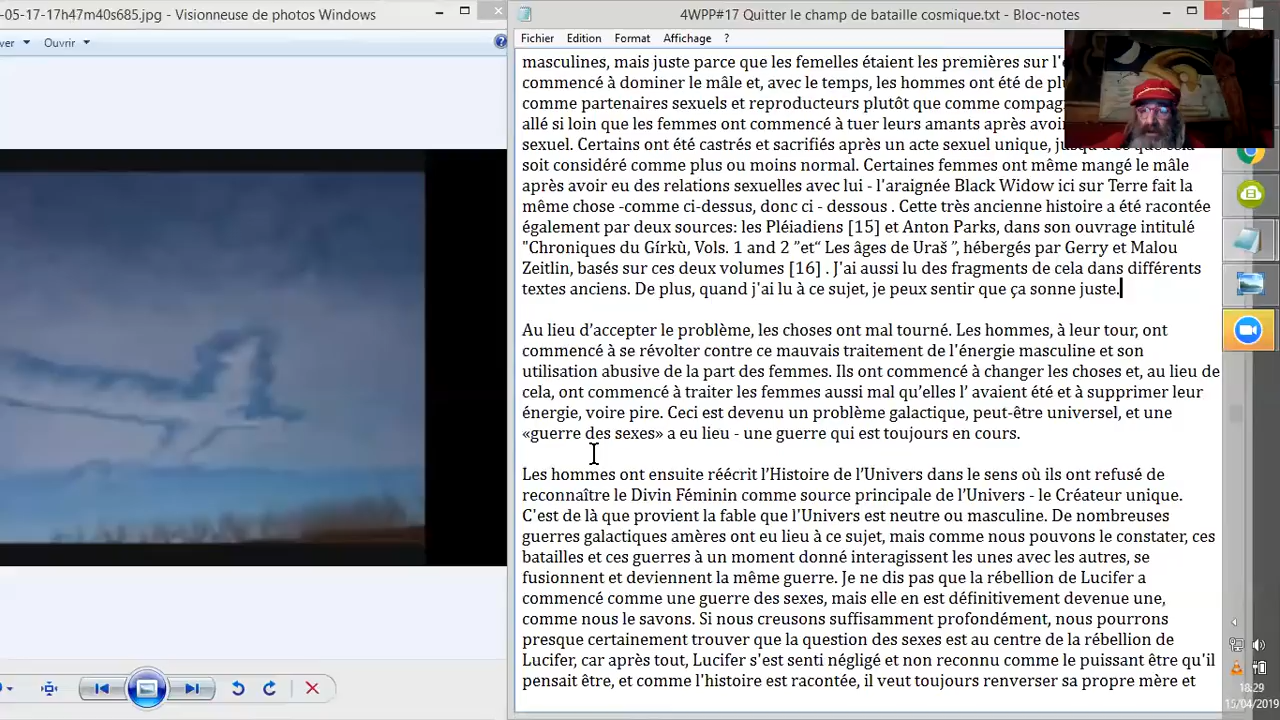 -05-17-17h47m40s685.jpg - Visionneuse de photos Windows
ver Ouvrir
4WPP#17 Quitter le champ de bataille cosmique.txt - Bloc-notes
Fichier Edition Format Affichage ?
masculines, mais juste parce que les femelles étaient les premières sur
commencé à dominer le mâle et, avec le temps, les hommes ont été de
comme partenaires sexuels et reproducteurs plutôt que comme
allé si loin que les femmes ont commencé à tuer leurs amants après
sexuel. Certains ont été castrés et sacrifiés après un acte sexuel unique,
soit considéré comme plus ou moins normal. Certaines femmes ont même mangé le mâle
après avoir eu des relations sexuelles avec lui - l'araignée Black Widow ici sur Terre fait la
même chose -comme ci-dessus, donc ci - dessous . Cette très ancienne histoire a été racontée
également par deux sources: les Pléiadiens [15] et Anton Parks, dans son ouvrage intitulé
"Chroniques du Gírkù, Vols. 1 and 2 ”et“ Les âges de Uraš ”, hébergés par Gerry et Malou
Zeitlin, basés sur ces deux volumes [16] . J'ai aussi lu des fragments de cela dans différents
textes anciens. De plus, quand j'ai lu à ce sujet, je peux sentir que ça sonne juste.
Au lieu d’accepter le problème, les choses ont mal tourné. Les hommes, à leur tour, ont
commencé à se révolter contre ce mauvais traitement de l'énergie masculine et son
utilisation abusive de la part des femmes. Ils ont commencé à changer les choses et, au lieu de
cela, ont commencé à traiter les femmes aussi mal qu’elles l’ avaient été et à supprimer leur
énergie, voire pire. Ceci est devenu un problème galactique, peut-être universel, et une
«guerre des sexes» a eu lieu - une guerre qui est toujours en cours.
Les hommes ont ensuite réécrit l’Histoire de l’Univers dans le sens où ils ont refusé de
reconnaître le Divin Féminin comme source principale de l’Univers - le Créateur unique.
C'est de là que provient la fable que l'Univers est neutre ou masculine. De nombreuses
guerres galactiques amères ont eu lieu à ce sujet, mais comme nous pouvons le constater, ces
batailles et ces guerres à un moment donné interagissent les unes avec les autres, se
fusionnent et deviennent la même guerre. Je ne dis pas que la rébellion de Lucifer a
commencé comme une guerre des sexes, mais elle en est définitivement devenue une,
comme nous le savons. Si nous creusons suffisamment profondément, nous pourrons
presque certainement trouver que la question des sexes est au centre de la rébellion de
Lucifer, car après tout, Lucifer s'est senti négligé et non reconnu comme le puissant être qu'il
pensait être, et comme l'histoire est racontée, il veut toujours renverser sa propre mère et
18:29
15/04/2019